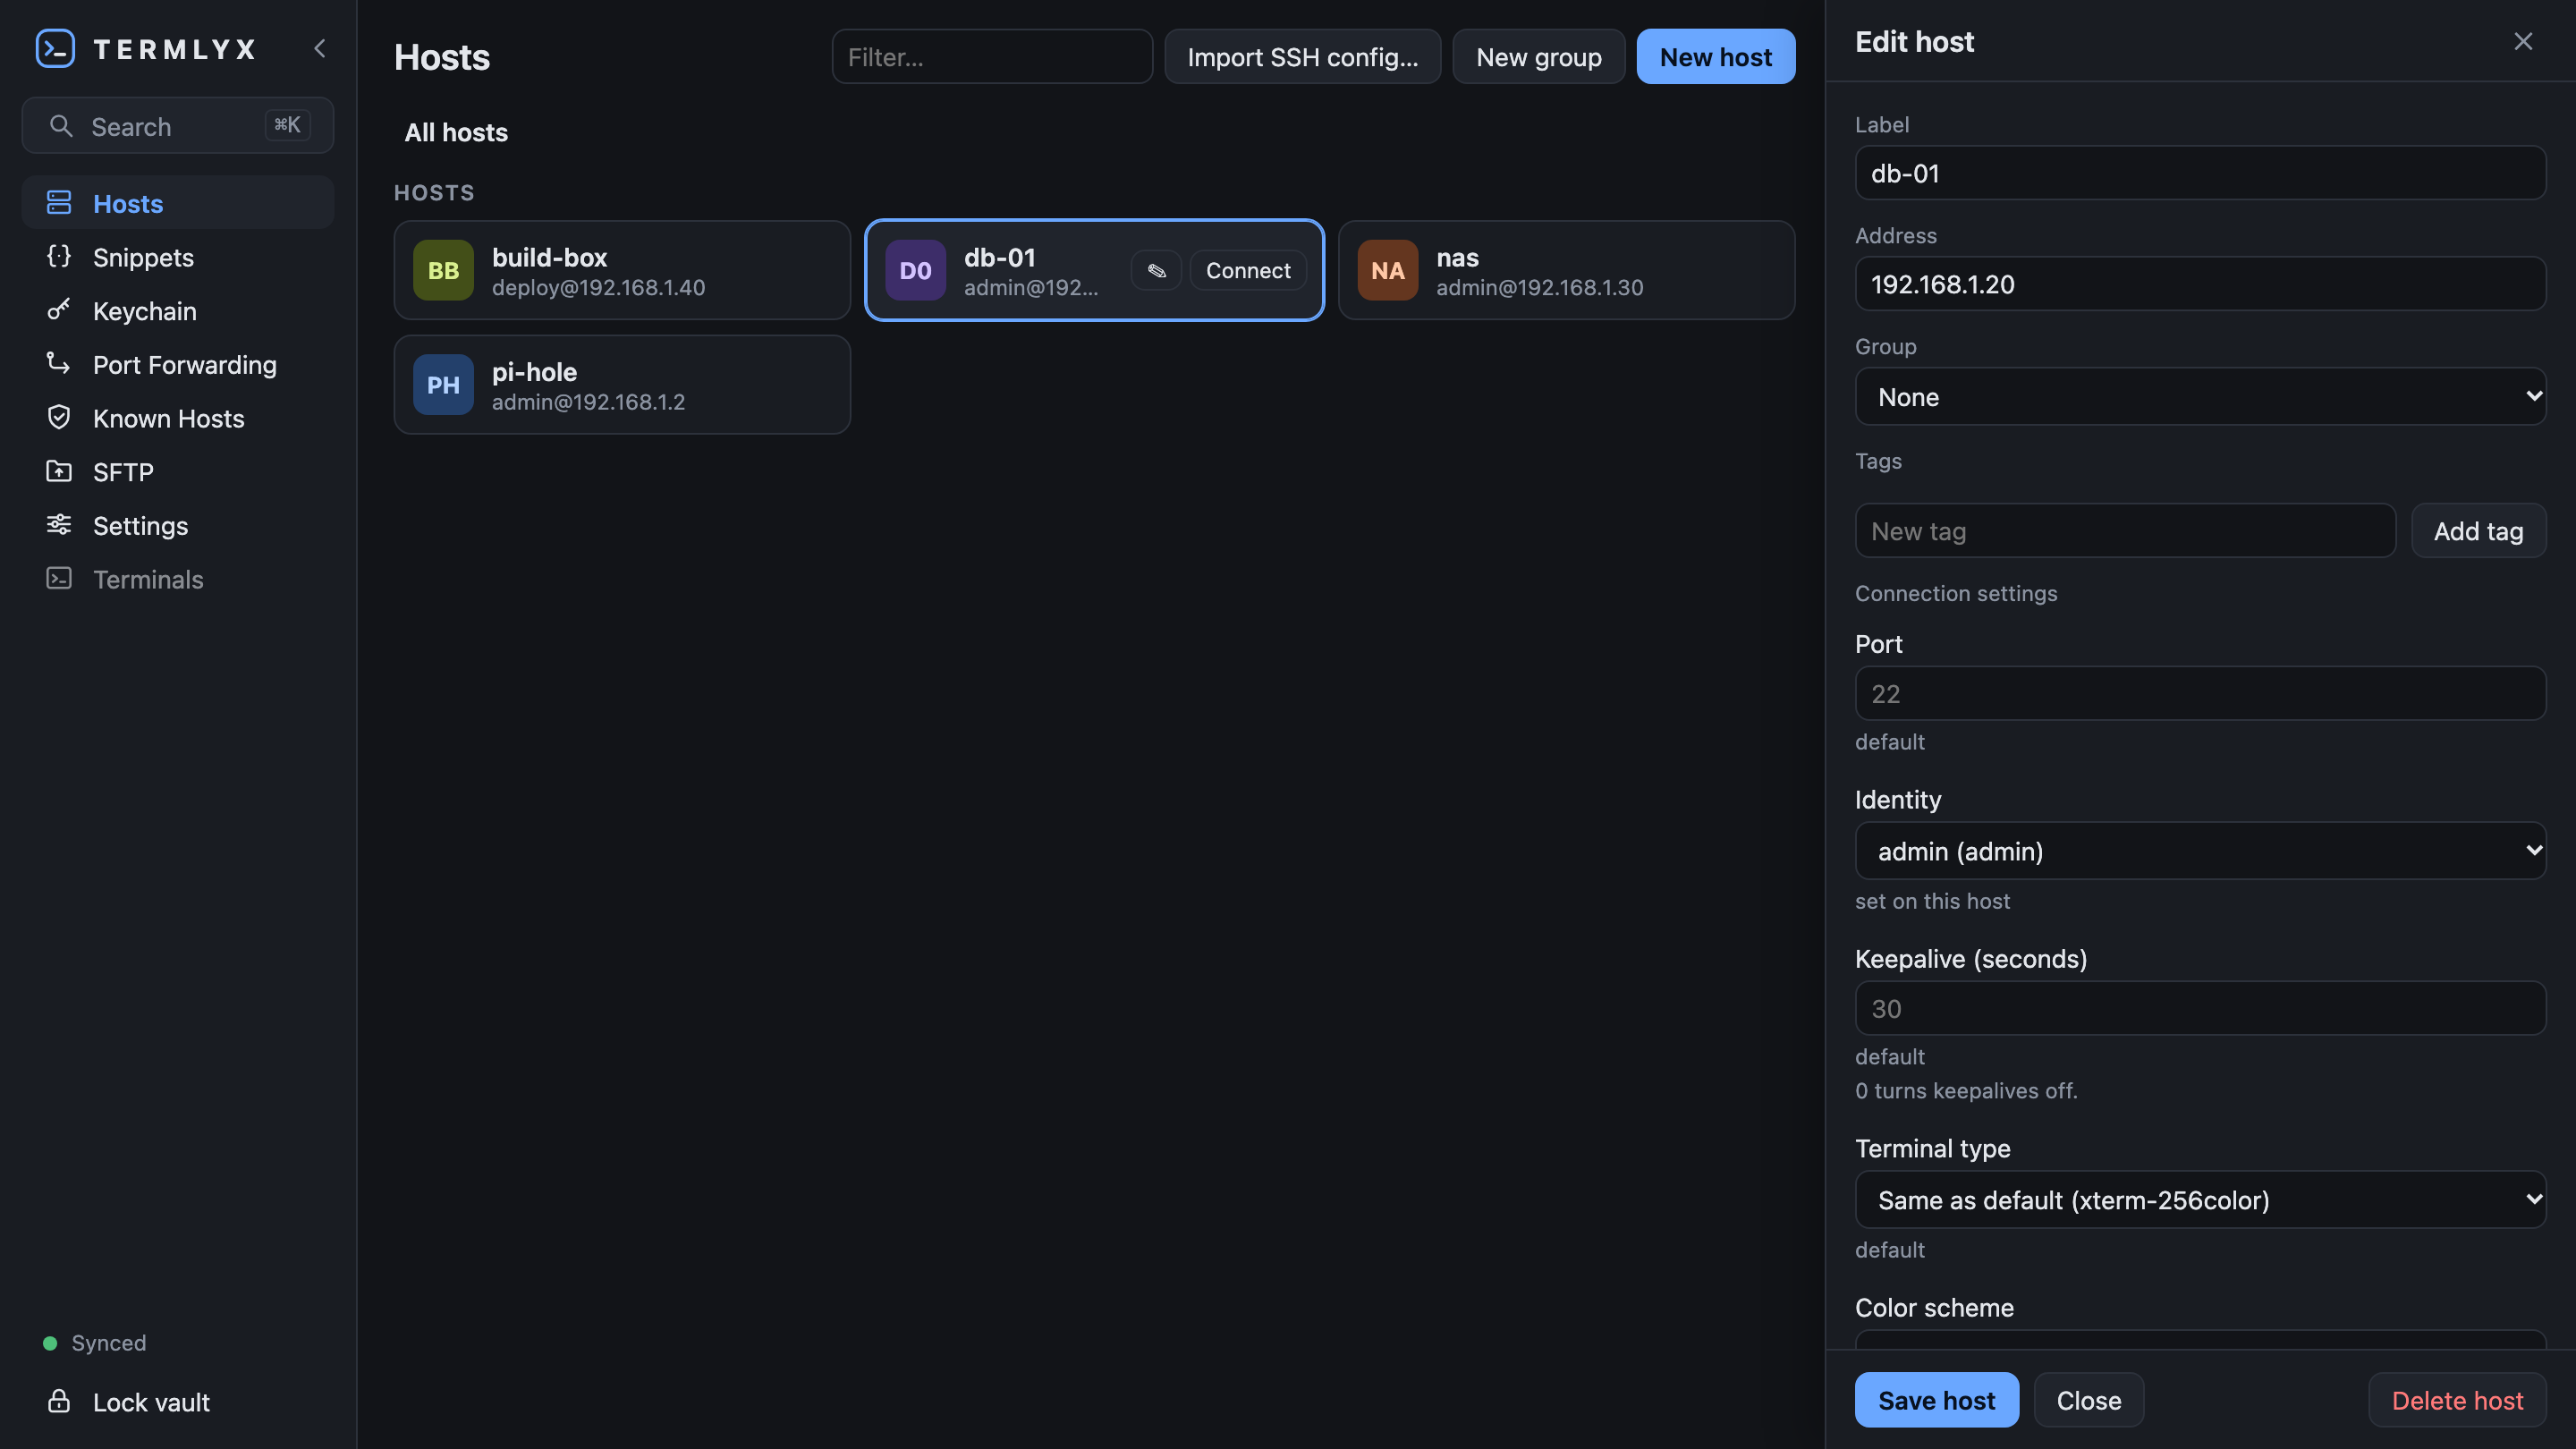 TERMLYX
Search ⌘K
Hosts
Snippets
Keychain
Port Forwarding
Known Hosts
SFTP
Settings
Terminals
Synced
Lock vault
Hosts
Filter...
Import SSH config...
New group
New host
All hosts
HOSTS
BB
build-box
deploy@192.168.1.40
D0
db-01
admin@192...
Connect
NA
nas
admin@192.168.1.30
PH
pi-hole
admin@192.168.1.2
Edit host
Label
db-01
Address
192.168.1.20
Group
None
Tags
New tag
Add tag
Connection settings
Port
22
default
Identity
admin (admin)
set on this host
Keepalive (seconds)
30
default
0 turns keepalives off.
Terminal type
Same as default (xterm-256color)
default
Color scheme
Save host
Close
Delete host